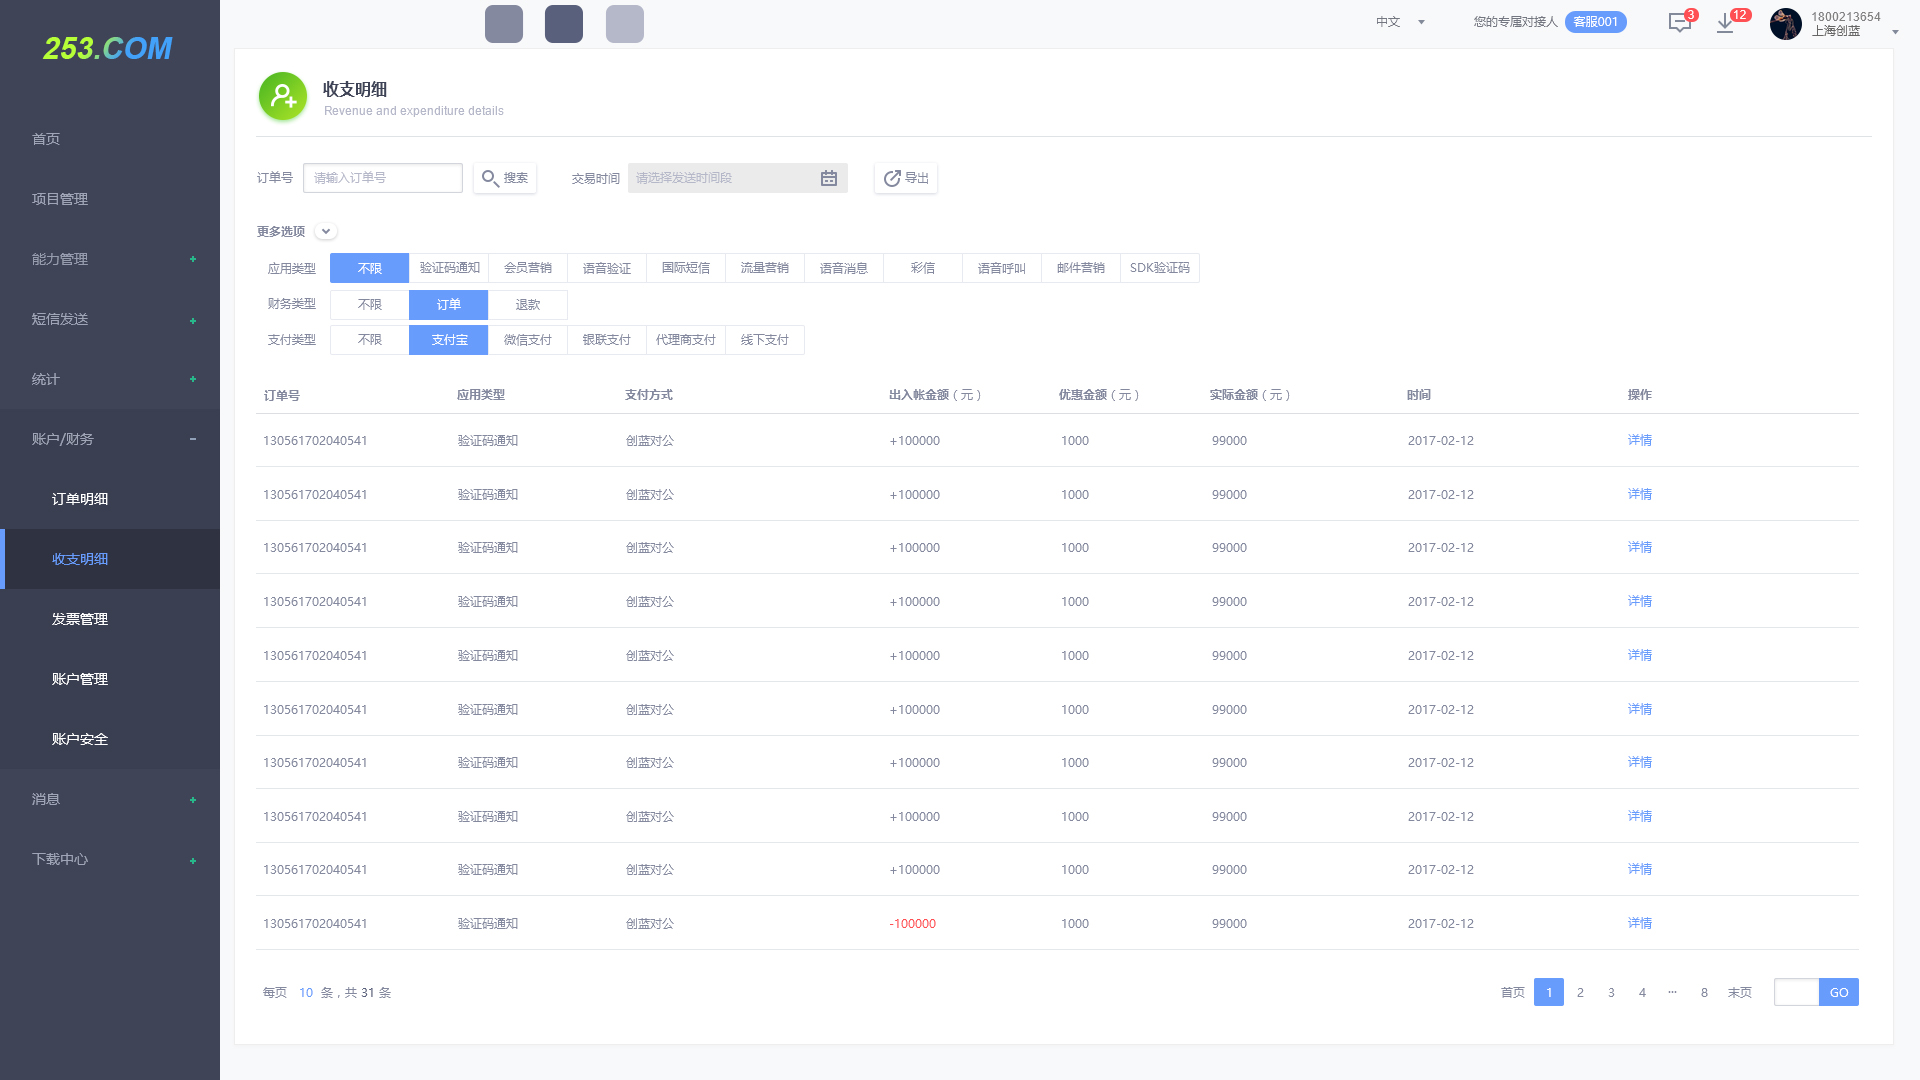 253.COM
中文
您的专属对接人 客服001
3
12
1800213654
上海创蓝
首页
项目管理
能力管理 +
短信发送 +
统计 +
账户/财务 -
订单明细
收支明细
发票管理
账户管理
账户安全
消息 +
下载中心 +
收支明细
Revenue and expenditure details
订单号 请输入订单号 搜索 交易时间 请选择发送时间段 导出
更多选项
应用类型 不限 验证码通知 会员营销 语音验证 国际短信 流量营销 语音消息 彩信 语音呼叫 邮件营销 SDK验证码
财务类型 不限 订单 退款
支付类型 不限 支付宝 微信支付 银联支付 代理商支付 线下支付
订单号 应用类型 支付方式 出入帐金额（元） 优惠金额（元） 实际金额（元） 时间 操作
130561702040541 验证码通知 创蓝对公 +100000 1000 99000 2017-02-12 详情
130561702040541 验证码通知 创蓝对公 +100000 1000 99000 2017-02-12 详情
130561702040541 验证码通知 创蓝对公 +100000 1000 99000 2017-02-12 详情
130561702040541 验证码通知 创蓝对公 +100000 1000 99000 2017-02-12 详情
130561702040541 验证码通知 创蓝对公 +100000 1000 99000 2017-02-12 详情
130561702040541 验证码通知 创蓝对公 +100000 1000 99000 2017-02-12 详情
130561702040541 验证码通知 创蓝对公 +100000 1000 99000 2017-02-12 详情
130561702040541 验证码通知 创蓝对公 +100000 1000 99000 2017-02-12 详情
130561702040541 验证码通知 创蓝对公 +100000 1000 99000 2017-02-12 详情
130561702040541 验证码通知 创蓝对公 -100000 1000 99000 2017-02-12 详情
每页 10 条，共 31 条
首页 1 2 3 4 ··· 8 末页 GO